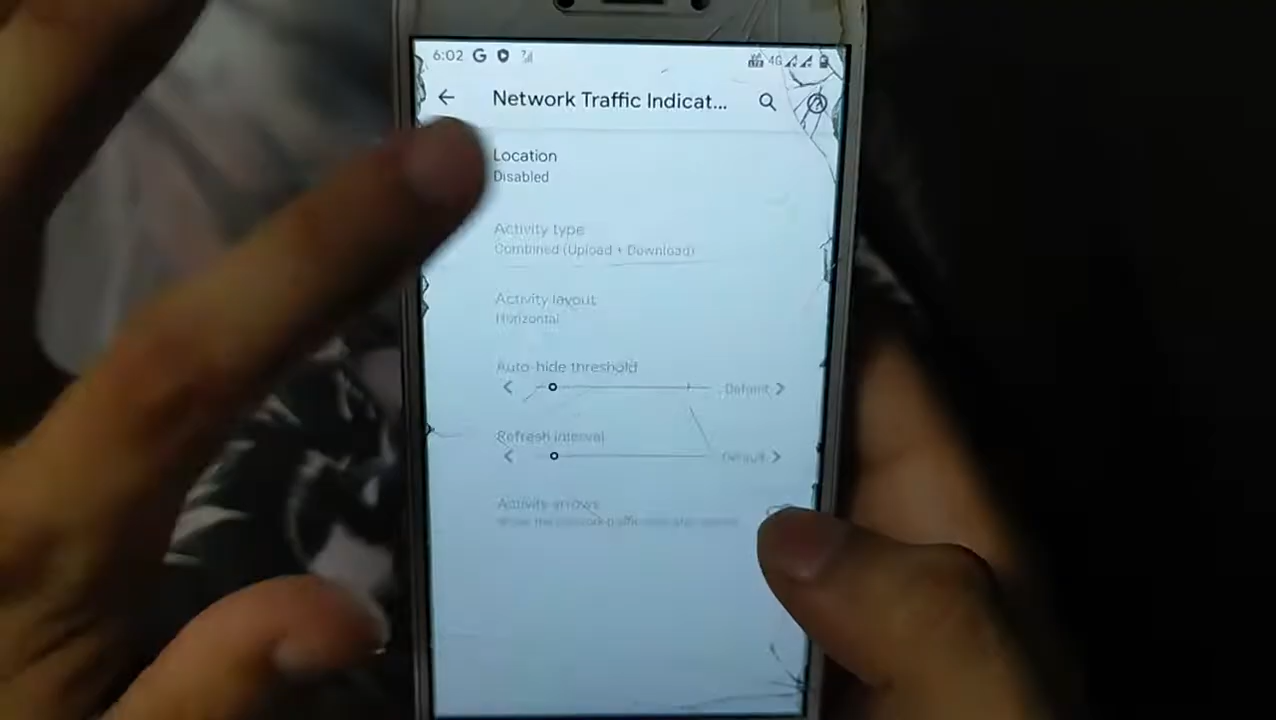 6:02 G
4G
Network Traffic Indicat...
Location
Disabled
Activity type
Combined (Upload + Download)
Activity layout
Horizontal
Auto-hide threshold
Default
Refresh interval
Default
Activity arrows